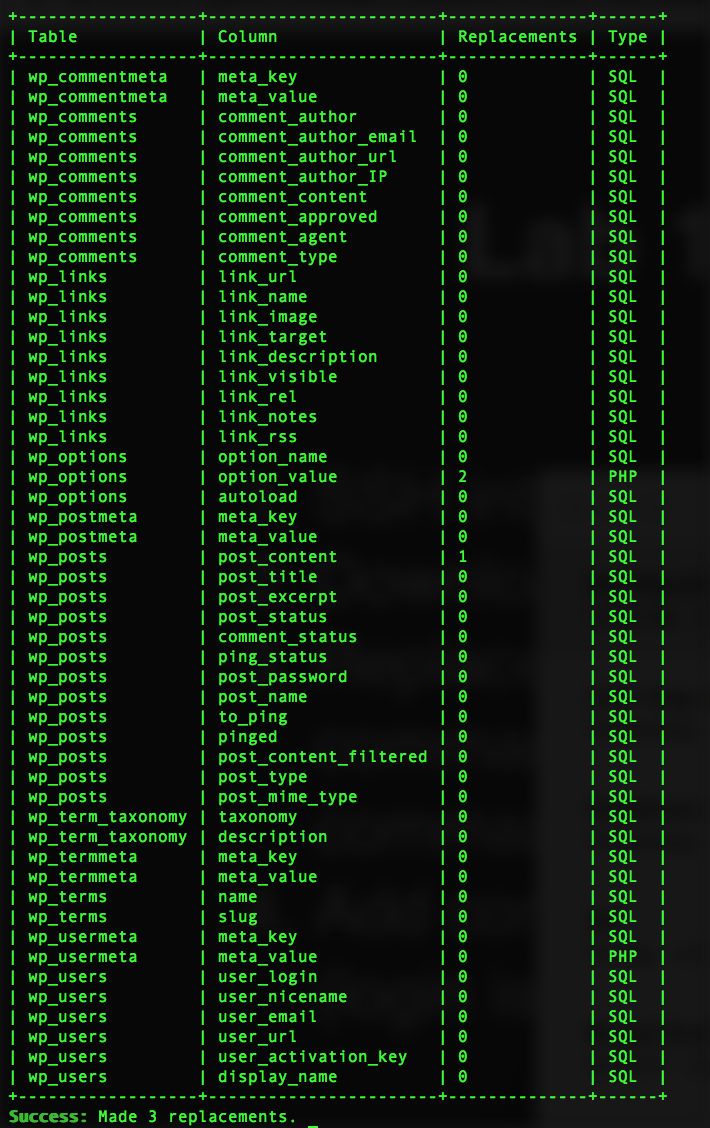 +-------------------+-----------------------+--------------+------+
| Table             | Column                | Replacements | Type |
+-------------------+-----------------------+--------------+------+
| wp_commentmeta    | meta_key              | 0            | SQL  |
| wp_commentmeta    | meta_value            | 0            | SQL  |
| wp_comments       | comment_author        | 0            | SQL  |
| wp_comments       | comment_author_email  | 0            | SQL  |
| wp_comments       | comment_author_url    | 0            | SQL  |
| wp_comments       | comment_author_IP     | 0            | SQL  |
| wp_comments       | comment_content       | 0            | SQL  |
| wp_comments       | comment_approved      | 0            | SQL  |
| wp_comments       | comment_agent         | 0            | SQL  |
| wp_comments       | comment_type          | 0            | SQL  |
| wp_links          | link_url              | 0            | SQL  |
| wp_links          | link_name             | 0            | SQL  |
| wp_links          | link_image            | 0            | SQL  |
| wp_links          | link_target           | 0            | SQL  |
| wp_links          | link_description      | 0            | SQL  |
| wp_links          | link_visible          | 0            | SQL  |
| wp_links          | link_rel              | 0            | SQL  |
| wp_links          | link_notes            | 0            | SQL  |
| wp_links          | link_rss              | 0            | SQL  |
| wp_options        | option_name           | 0            | SQL  |
| wp_options        | option_value          | 2            | PHP  |
| wp_options        | autoload              | 0            | SQL  |
| wp_postmeta       | meta_key              | 0            | SQL  |
| wp_postmeta       | meta_value            | 0            | SQL  |
| wp_posts          | post_content          | 1            | SQL  |
| wp_posts          | post_title            | 0            | SQL  |
| wp_posts          | post_excerpt          | 0            | SQL  |
| wp_posts          | post_status           | 0            | SQL  |
| wp_posts          | comment_status        | 0            | SQL  |
| wp_posts          | ping_status           | 0            | SQL  |
| wp_posts          | post_password         | 0            | SQL  |
| wp_posts          | post_name             | 0            | SQL  |
| wp_posts          | to_ping               | 0            | SQL  |
| wp_posts          | pinged                | 0            | SQL  |
| wp_posts          | post_content_filtered | 0            | SQL  |
| wp_posts          | post_type             | 0            | SQL  |
| wp_posts          | post_mime_type        | 0            | SQL  |
| wp_term_taxonomy  | taxonomy              | 0            | SQL  |
| wp_term_taxonomy  | description           | 0            | SQL  |
| wp_termmeta       | meta_key              | 0            | SQL  |
| wp_termmeta       | meta_value            | 0            | SQL  |
| wp_terms          | name                  | 0            | SQL  |
| wp_terms          | slug                  | 0            | SQL  |
| wp_usermeta       | meta_key              | 0            | SQL  |
| wp_usermeta       | meta_value            | 0            | PHP  |
| wp_users          | user_login            | 0            | SQL  |
| wp_users          | user_nicename         | 0            | SQL  |
| wp_users          | user_email            | 0            | SQL  |
| wp_users          | user_url              | 0            | SQL  |
| wp_users          | user_activation_key   | 0            | SQL  |
| wp_users          | display_name          | 0            | SQL  |
+-------------------+-----------------------+--------------+------+
Success: Made 3 replacements.